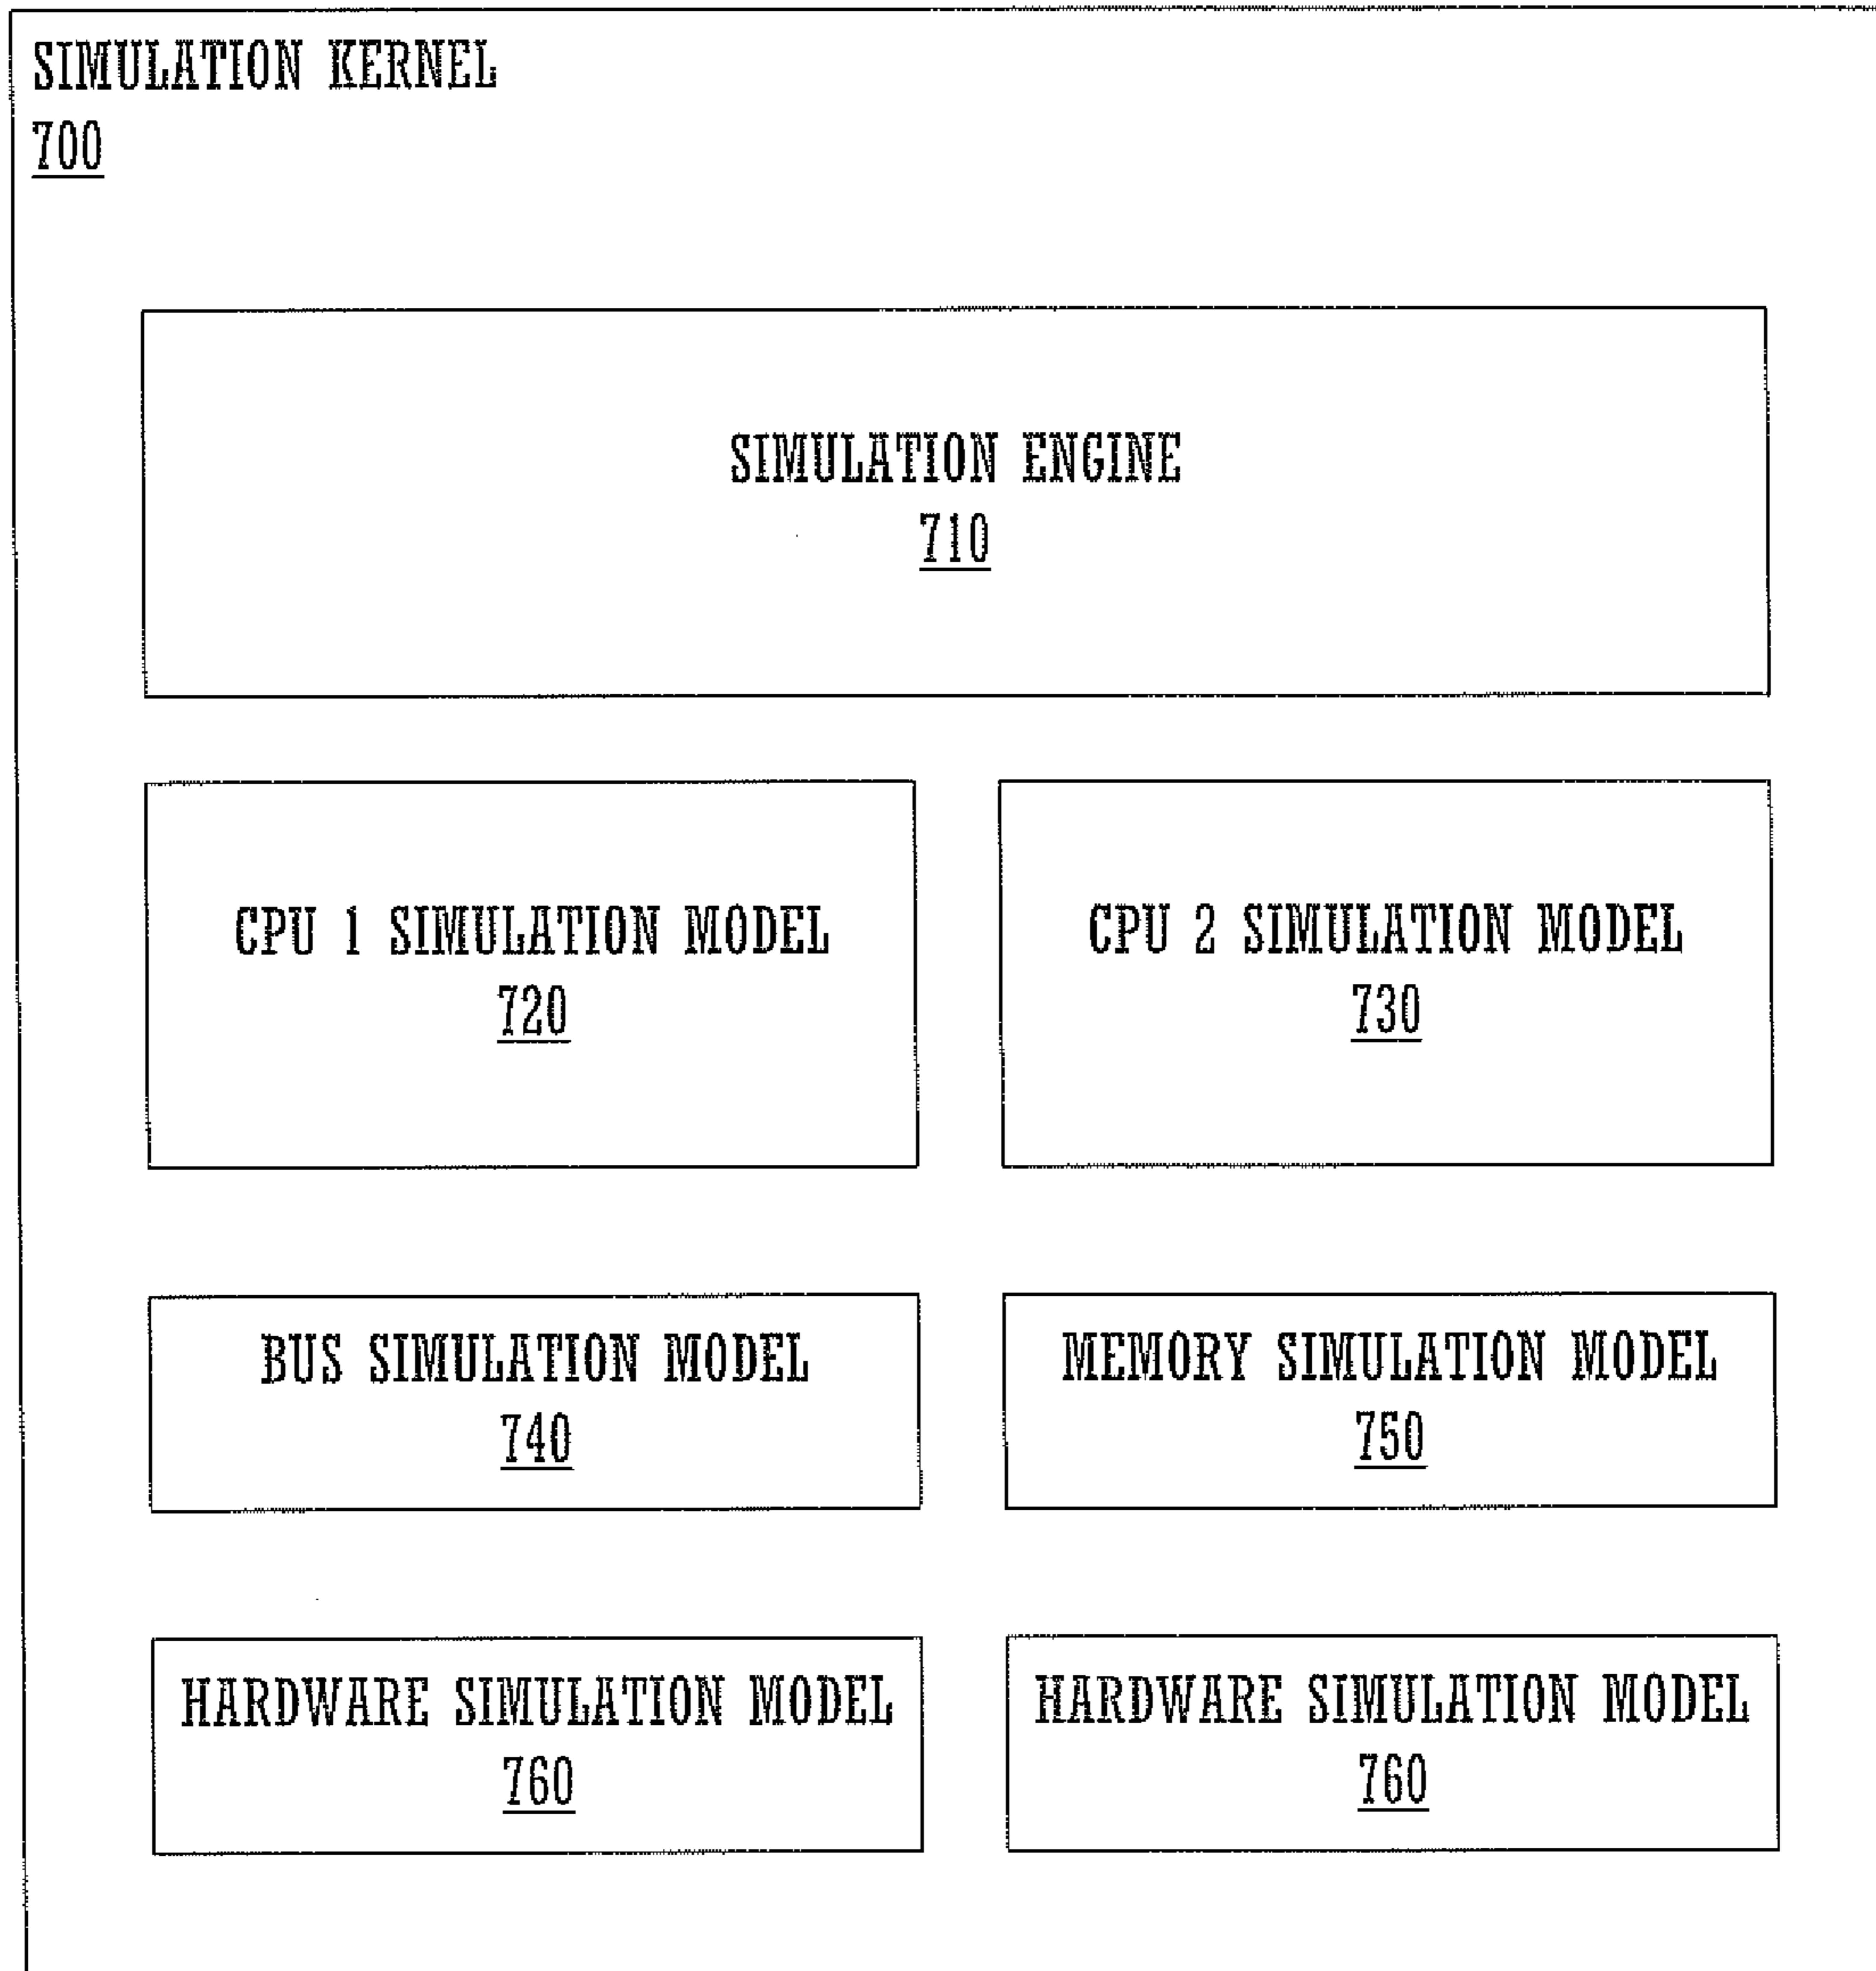 SIMULATION KERNEL
700
SIMULATION ENGINE
710
CPU 1 SIMULATION MODEL
720
CPU 2 SIMULATION MODEL
730
BUS SIMULATION MODEL
740
MEMORY SIMULATION MODEL
750
HARDWARE SIMULATION MODEL
760
HARDWARE SIMULATION MODEL
760